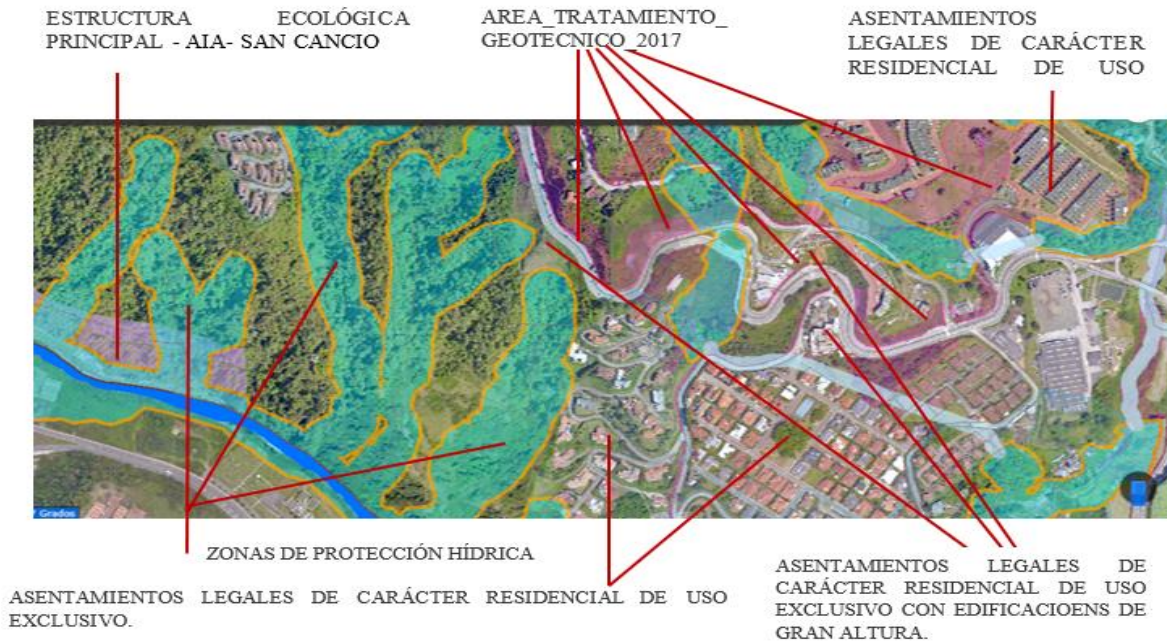 ESTRUCTURA ECOLÓGICA
PRINCIPAL - AIA- SAN CANCIO
AREA_TRATAMIENTO_
GEOTECNICO_2017
ASENTAMIENTOS
LEGALES DE CARÁCTER
RESIDENCIAL DE USO
Grados
ZONAS DE PROTECCIÓN HÍDRICA
ASENTAMIENTOS LEGALES DE CARÁCTER RESIDENCIAL DE USO
EXCLUSIVO.
ASENTAMIENTOS LEGALES DE
CARÁCTER RESIDENCIAL DE USO
EXCLUSIVO CON EDIFICACIOENS DE
GRAN ALTURA.